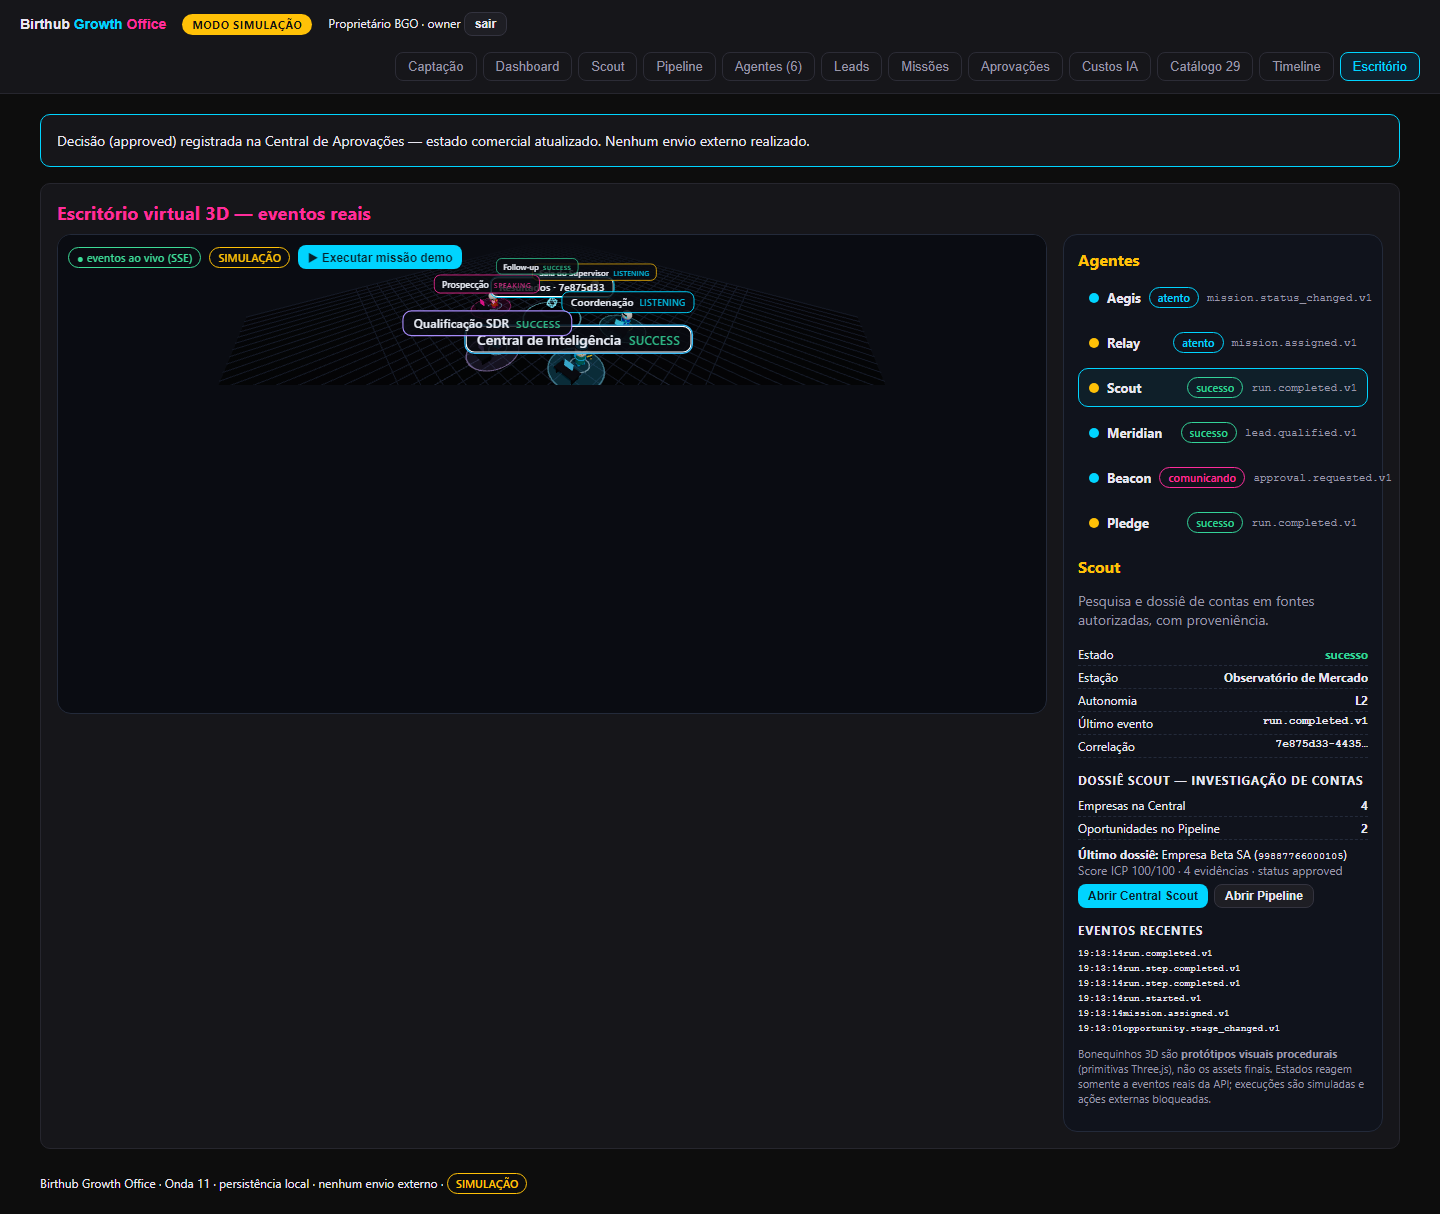 Birthub Growth Office MODO SIMULAÇÃO Proprietário BGO · owner sair
Captação Dashboard Scout Pipeline Agentes (6) Leads Missões Aprovações Custos IA Catálogo 29 Timeline Escritório
Decisão (approved) registrada na Central de Aprovações — estado comercial atualizado. Nenhum envio externo realizado.
Escritório virtual 3D — eventos reais
● eventos ao vivo (SSE) SIMULAÇÃO ▶ Executar missão demo
Follow-up SUCCESS
supervisor LISTENING
Prospecção SPEAKING
os · 7e875d33
Coordenação LISTENING
Qualificação SDR SUCCESS
Central de Inteligência SUCCESS
Agentes
Aegis atento mission.status_changed.v1
Relay atento mission.assigned.v1
Scout sucesso run.completed.v1
Meridian sucesso lead.qualified.v1
Beacon comunicando approval.requested.v1
Pledge sucesso run.completed.v1
Scout
Pesquisa e dossiê de contas em fontes
autorizadas, com proveniência.
Estado sucesso
Estação Observatório de Mercado
Autonomia L2
Último evento run.completed.v1
Correlação 7e875d33-4435…
DOSSIÊ SCOUT — INVESTIGAÇÃO DE CONTAS
Empresas na Central 4
Oportunidades no Pipeline 2
Último dossiê: Empresa Beta SA (99887766000105)
Score ICP 100/100 · 4 evidências · status approved
Abrir Central Scout Abrir Pipeline
EVENTOS RECENTES
19:13:14run.completed.v1
19:13:14run.step.completed.v1
19:13:14run.step.completed.v1
19:13:14run.started.v1
19:13:14mission.assigned.v1
19:13:01opportunity.stage_changed.v1
Bonequinhos 3D são protótipos visuais procedurais
(primitivas Three.js), não os assets finais. Estados reagem
somente a eventos reais da API; execuções são simuladas e
ações externas bloqueadas.
Birthub Growth Office · Onda 11 · persistência local · nenhum envio externo · SIMULAÇÃO